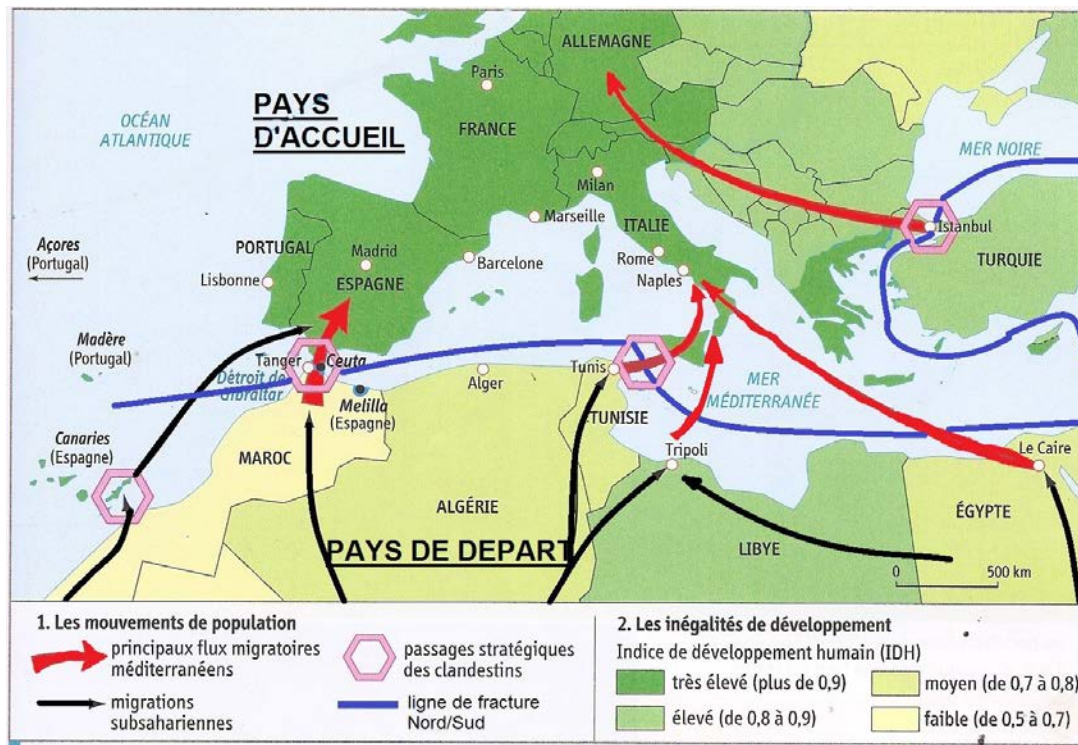 ALLEMAGNE
Paris
PAYS
D'ACCUEIL
OCÉAN
ATLANTIQUE
FRANCE
MER NOIRE
Milan
Marseille
ITALIE
Istanbul
PORTUGAL
Madrid
Açores
(Portugal)
Rome
Barcelone
Lisbonne
ESPAGNE
Naples
TURQUIE
Madère
(Portugal)
Tanger
Ceuta
Détroit de
Gibraltar
Alger
Tunis
MER
MÉDITERRANÉE
Melilla
(Espagne)
TUNISIE
Canaries
(Espagne)
MAROC
Tripoli
Le Caire
ALGÉRIE
ÉGYPTE
PAYS DE DEPART
LIBYE
0 500 km
1. Les mouvements de population
principaux flux migratoires
méditerranéens
passages stratégiques
des clandestins
migrations
subsahariennes
ligne de fracture
Nord/Sud
2. Les inégalités de développement
Indice de développement humain (IDH)
très élevé (plus de 0,9)
moyen (de 0,7 à 0,8)
élevé (de 0,8 à 0,9)
faible (de 0,5 à 0,7)